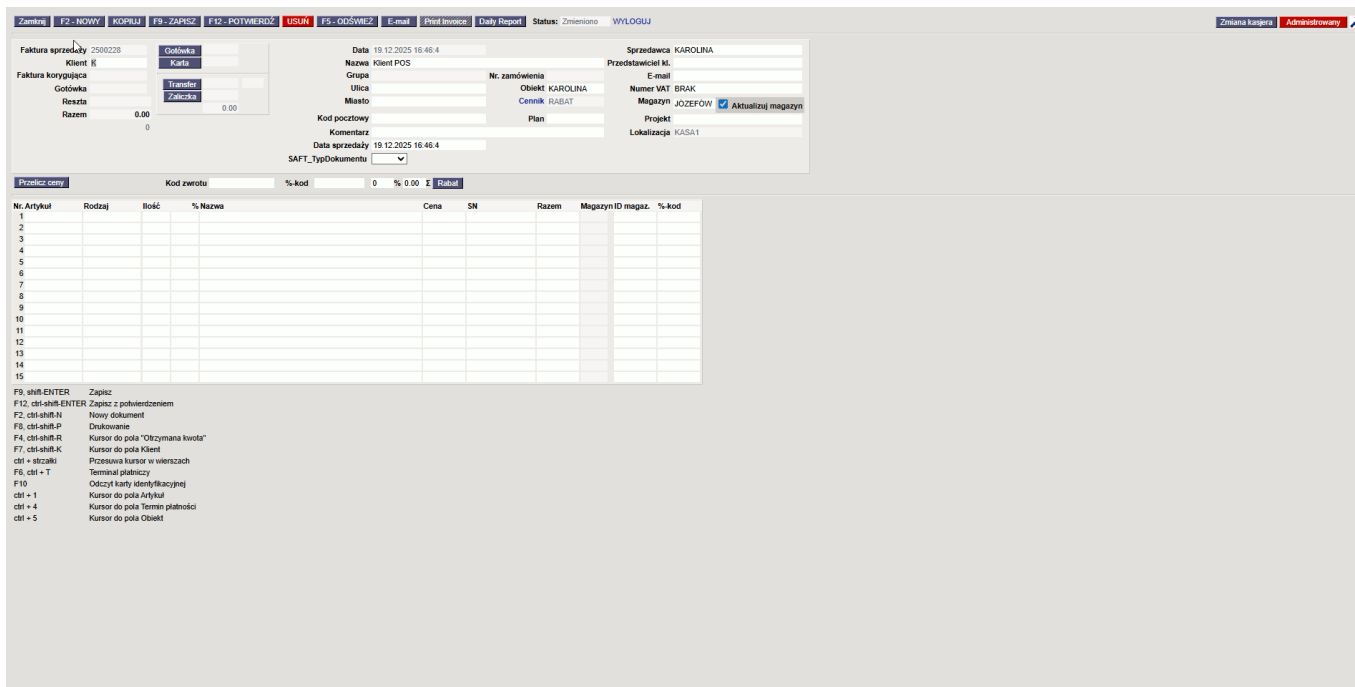 Zamknij F2 - NOWY KOPIUJ F9 - ZAPISZ F12 - POTWIERDŹ USUŃ F5 - ODŚWIEŻ E-mail Print Invoice Daily Report Status: Zmieniono WYLOGUJ Zmiana kasjera Administrowany
Faktura sprzedaży 2500228 Gotówka Data 19.12.2025 16:46:4 Sprzedawca KAROLINA
Klient K Karta Nazwa Klient POS Przedstawiciel kl.
Faktura korygująca Grupa Nr. zamówienia E-mail
Gotówka Transfer Ulica Obiekt KAROLINA Numer VAT BRAK
Reszta Zaliczka Miasto Cennik RABAT Magazyn JÓZEFÓW Aktualizuj magazyn
Razem 0.00 0.00 Kod pocztowy Plan Projekt
0 Komentarz Lokalizacja KASA1
Data sprzedaży 19.12.2025 16:46:4
SAFT_TypDokumentu
Przelicz ceny Kod zwrotu %-kod 0 % 0.00 Σ Rabat
Nr. Artykuł Rodzaj Ilość % Nazwa Cena SN Razem Magazyn ID magaz. %-kod
1
2
3
4
5
6
7
8
9
10
11
12
13
14
15
F9, shift-ENTER Zapisz
F12, ctrl-shift-ENTER Zapisz z potwierdzeniem
F2, ctrl-shift-N Nowy dokument
F8, ctrl-shift-P Drukowanie
F4, ctrl-shift-R Kursor do pola "Otrzymana kwota"
F7, ctrl-shift-K Kursor do pola Klient
ctrl + strzałki Przesuwa kursor w wierszach
F6, ctrl + T Terminal płatniczy
F10 Odczyt karty identyfikacyjnej
ctrl + 1 Kursor do pola Artykuł
ctrl + 4 Kursor do pola Termin płatności
ctrl + 5 Kursor do pola Obiekt